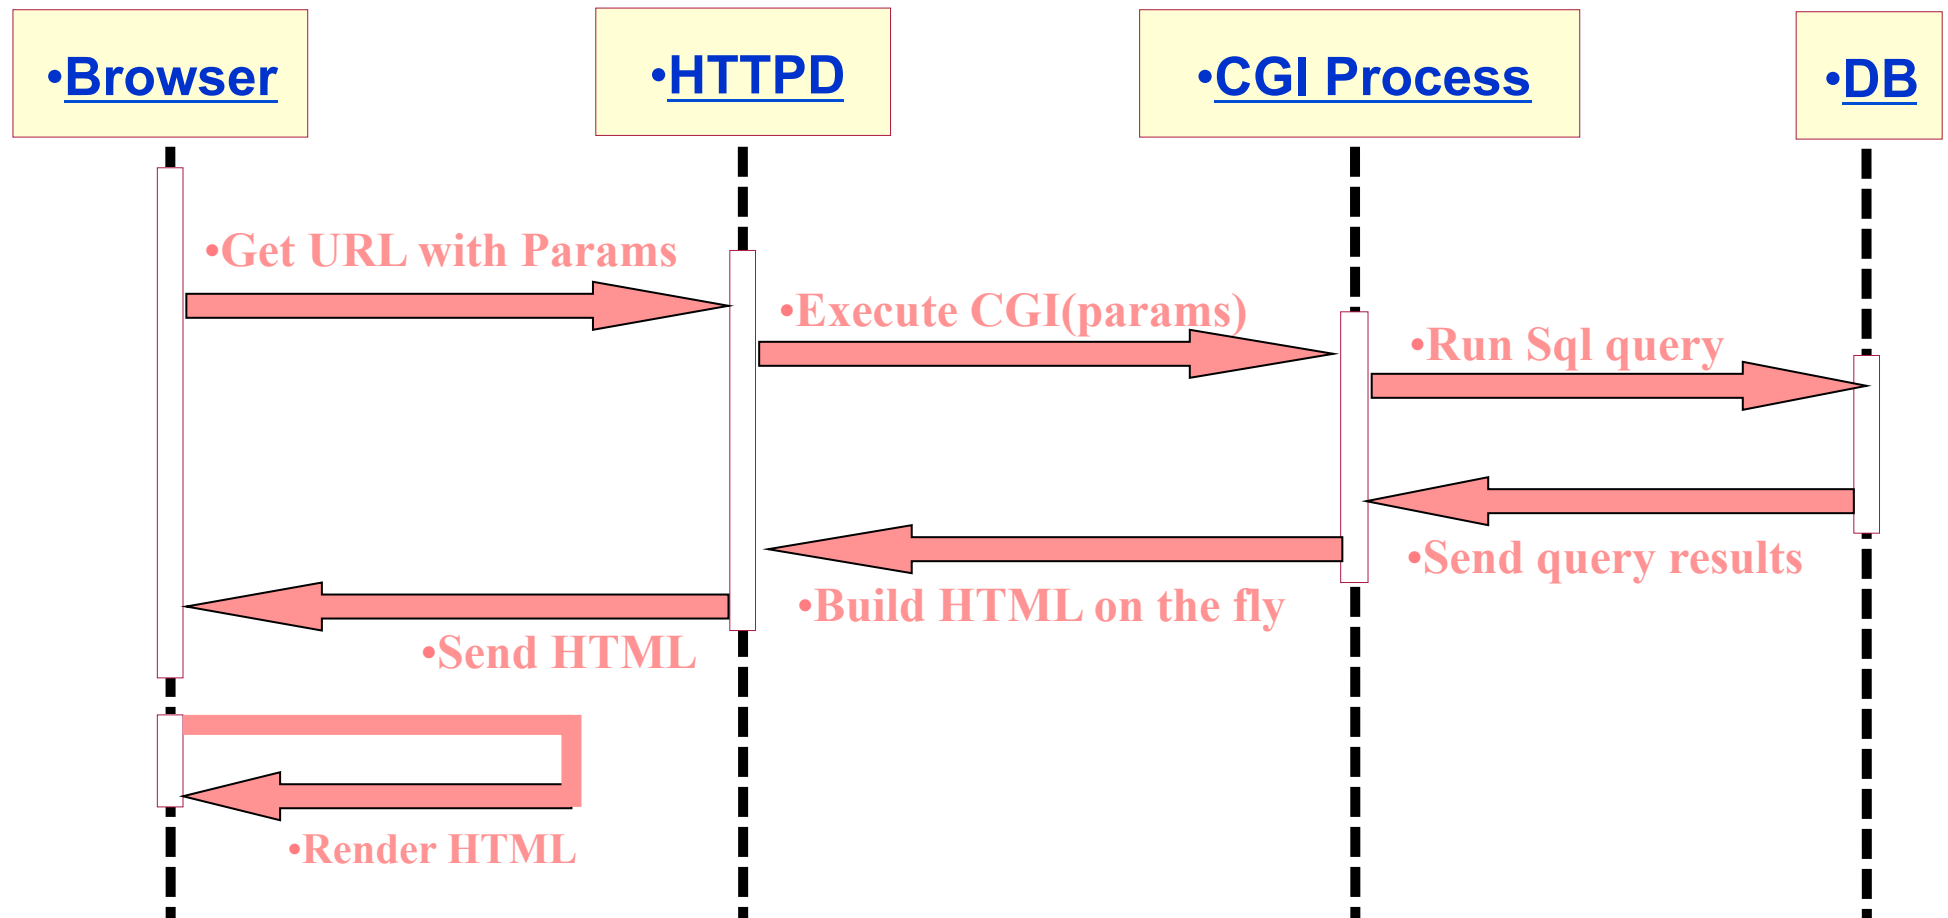 •Browser
•HTTPD
•CGI Process
•DB
•Get URL with Params
•Execute CGI(params)
•Run Sql query
•Send query results
•Build HTML on the fly
•Send HTML
•Render HTML